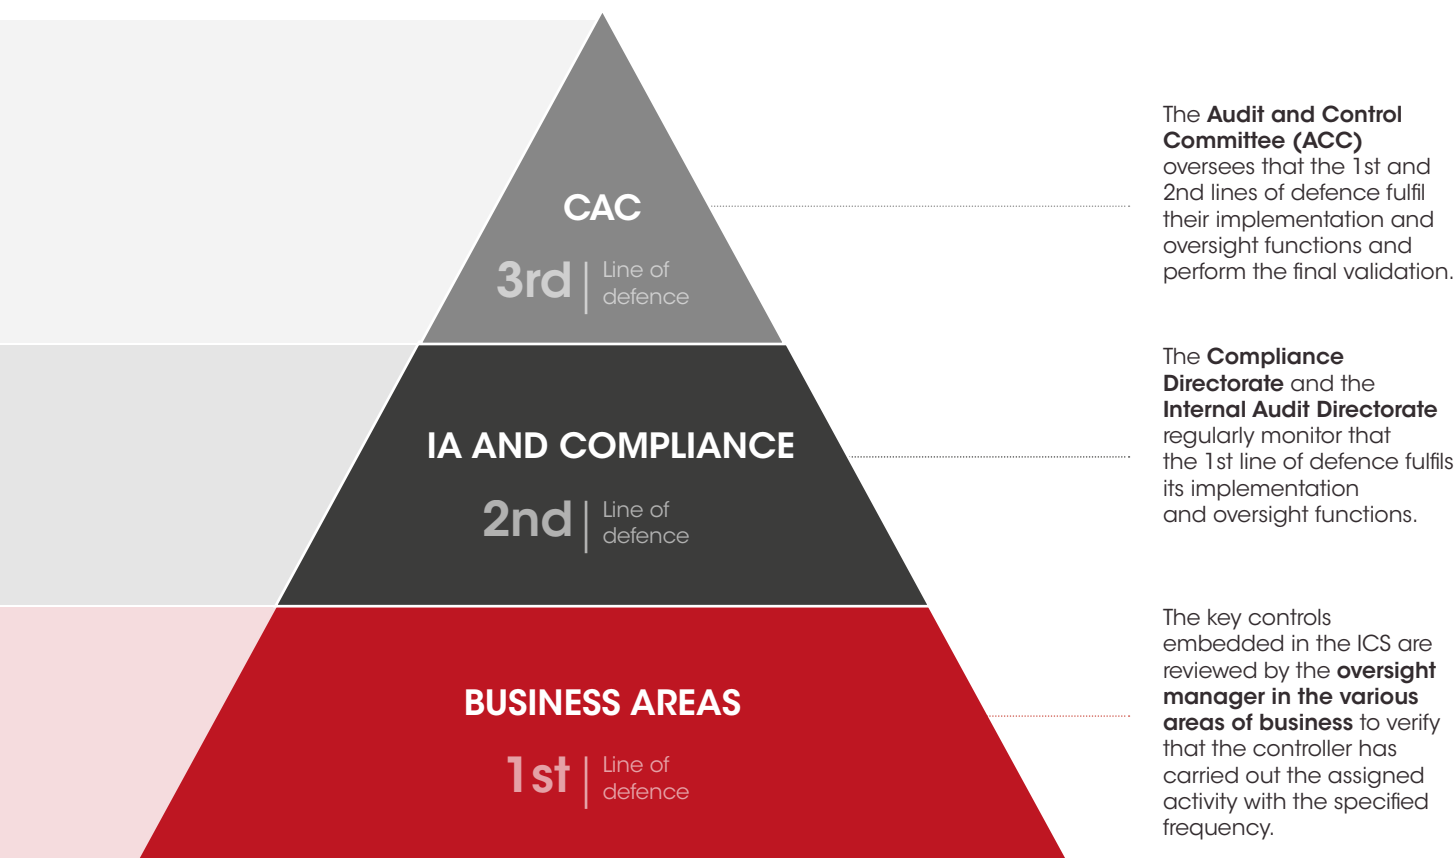 CAC
3rd
Line of
defence
The Audit and Control
Committee (ACC)
oversees that the 1st and
2nd lines of defence fulfil
their implementation and
oversight functions and
perform the final validation.
IA AND COMPLIANCE
2nd
Line of
defence
The Compliance
Directorate and the
Internal Audit Directorate
regularly monitor that
the 1st line of defence fulfils
its implementation
and oversight functions.
BUSINESS AREAS
1st
Line of
defence
The key controls
embedded in the ICS are
reviewed by the oversight
manager in the various
areas of business to verify
that the controller has
carried out the assigned
activity with the specified
frequency.